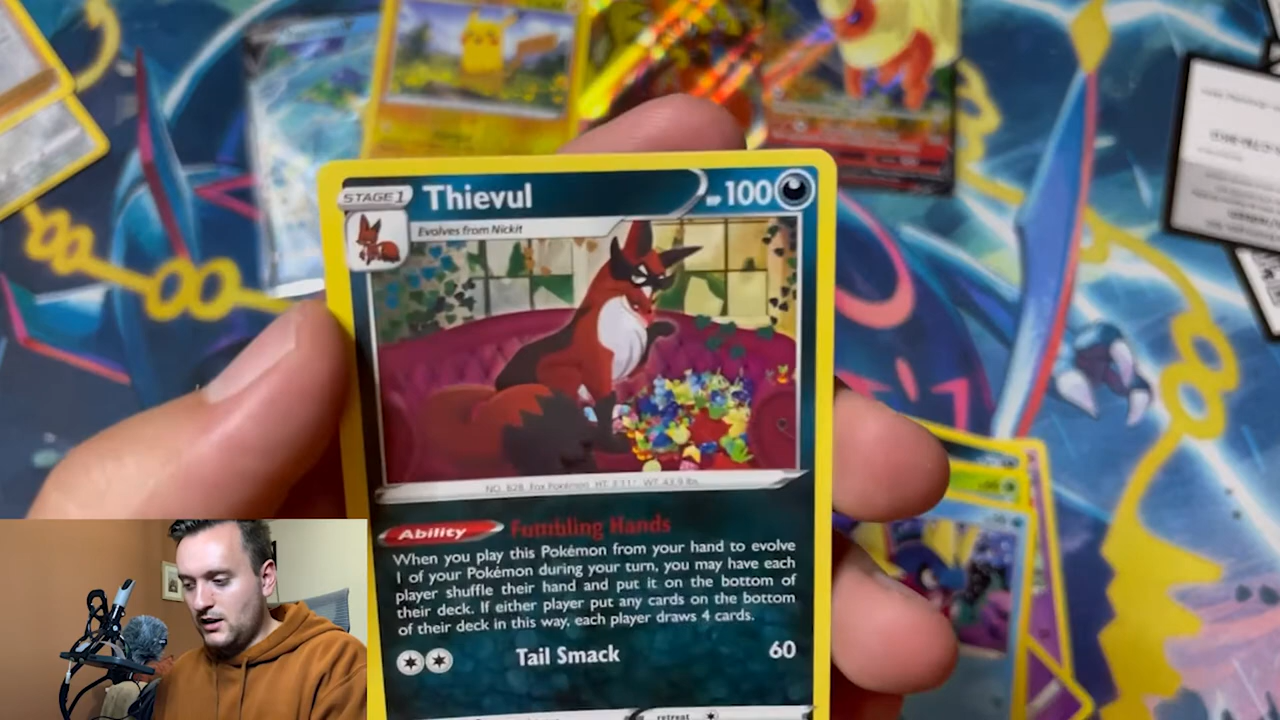 STAGE 1
Thievul
100
Evolves from Nickit
NO. 828 Fox Pokémon HT: 3'11" WT: 43.9 lbs.
Ability
Fumbling Hands
When you play this Pokémon from your hand to evolve
1 of your Pokémon during your turn, you may have each
player shuffle their hand and put it on the bottom of
their deck. If either player put any cards on the bottom
of their deck in this way, each player draws 4 cards.
Tail Smack 60
retreat